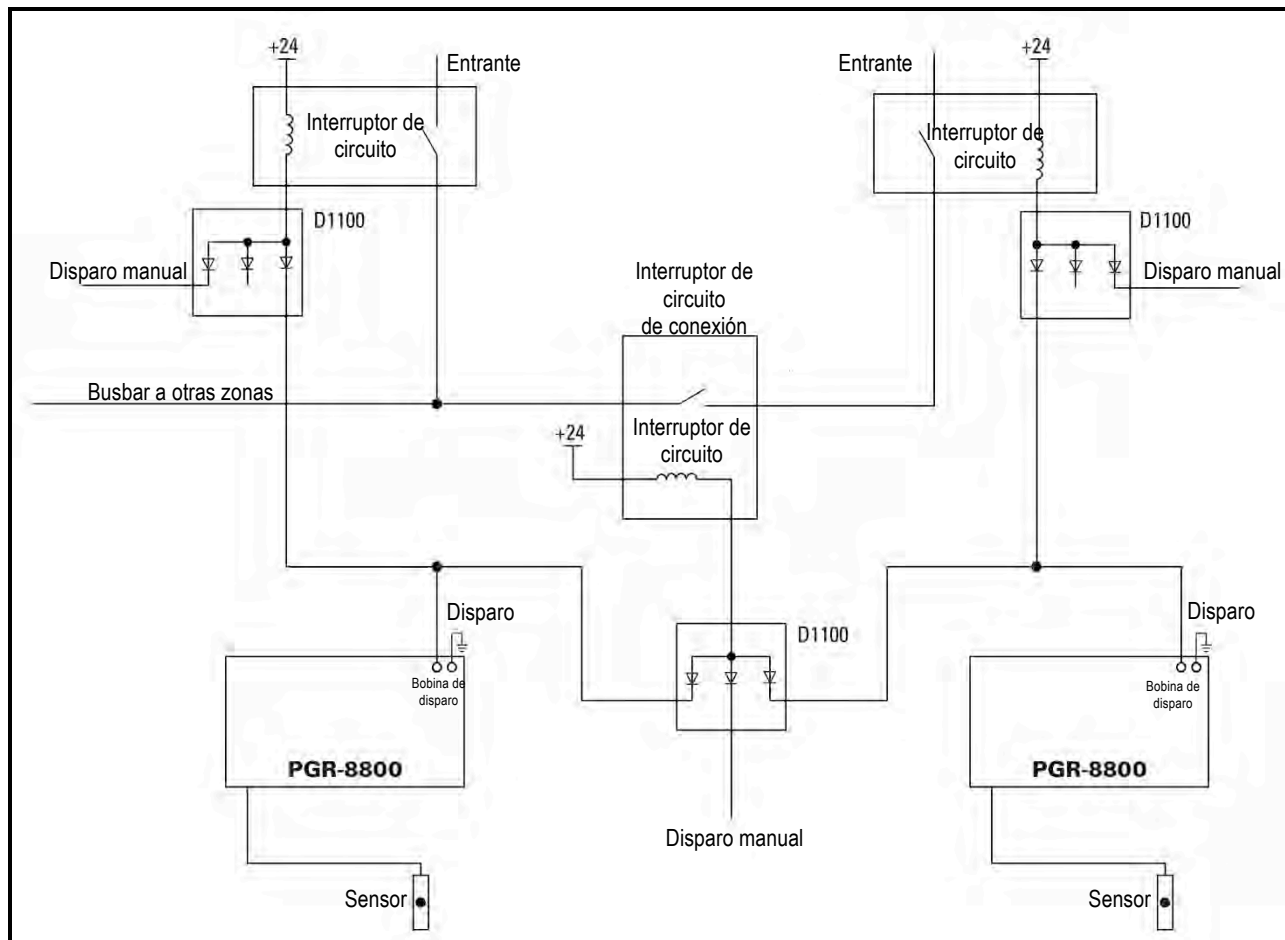 +24
Entrante
Entrante
+24
Interruptor de
circuito
Interruptor de
circuito
D1100
D1100
Disparo manual
Disparo manual
Interruptor de
circuito
de conexión
Busbar a otras zonas
+24
Interruptor de
circuito
Disparo
Disparo
D1100
Bobina de
disparo
Bobina de
disparo
PGR-8800
PGR-8800
Disparo manual
Sensor
Sensor